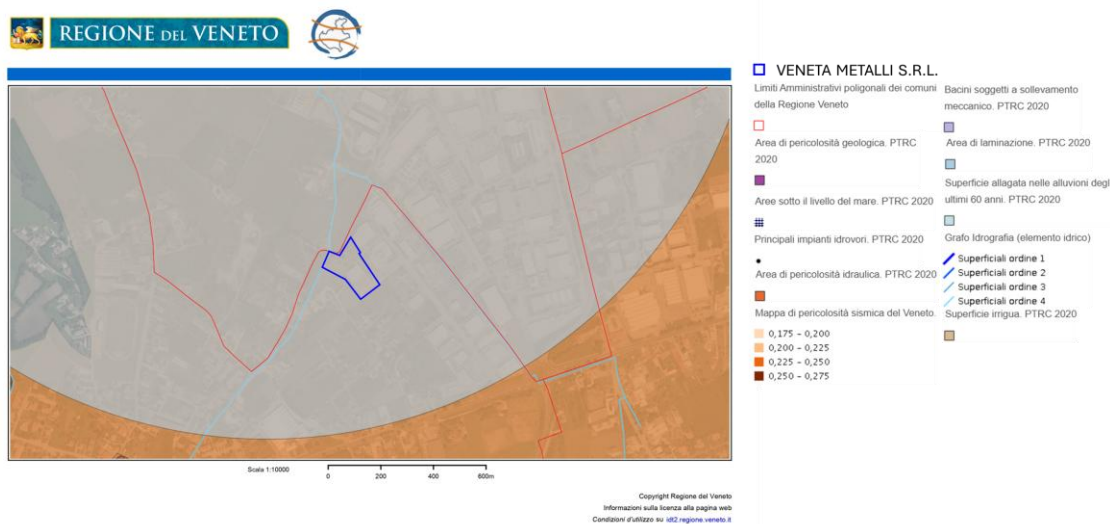 REGIONE DEL VENETO
VENETA METALLI S.R.L.
Limiti Amministrativi poligonali dei comuni
della Regione Veneto
Area di pericolosità geologica. PTRC
2020
Aree sotto il livello del mare. PTRC 2020
Principali impianti idrovori. PTRC 2020
Area di pericolosità idraulica. PTRC 2020
Mappa di pericolosità sismica del Veneto.
0,175 - 0,200
0,200 - 0,225
0,225 - 0,250
0,250 - 0,275
Bacini soggetti a sollevamento
meccanico. PTRC 2020
Area di laminazione. PTRC 2020
Superficie allagata nelle alluvioni degl
ultimi 60 anni. PTRC 2020
Grafo Idrografia (elemento idrico)
Superficiali ordine 1
Superficiali ordine 2
Superficiali ordine 3
Superficiali ordine 4
Superficie irrigua. PTRC 2020
Scala 1:10000
0 200 400 600m
Copyright Regione del Veneto
Informazioni sulla licenza alla pagina web
Condizioni d'utilizzo su idt2.regione.veneto.it